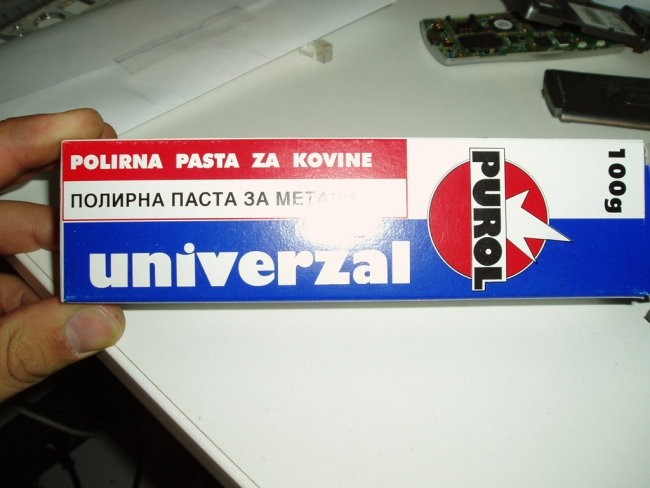 POLIRNA PASTA ZA KOVINE
ПОЛИРНА ПАСТА ЗА
univerzal
PUROL
100g